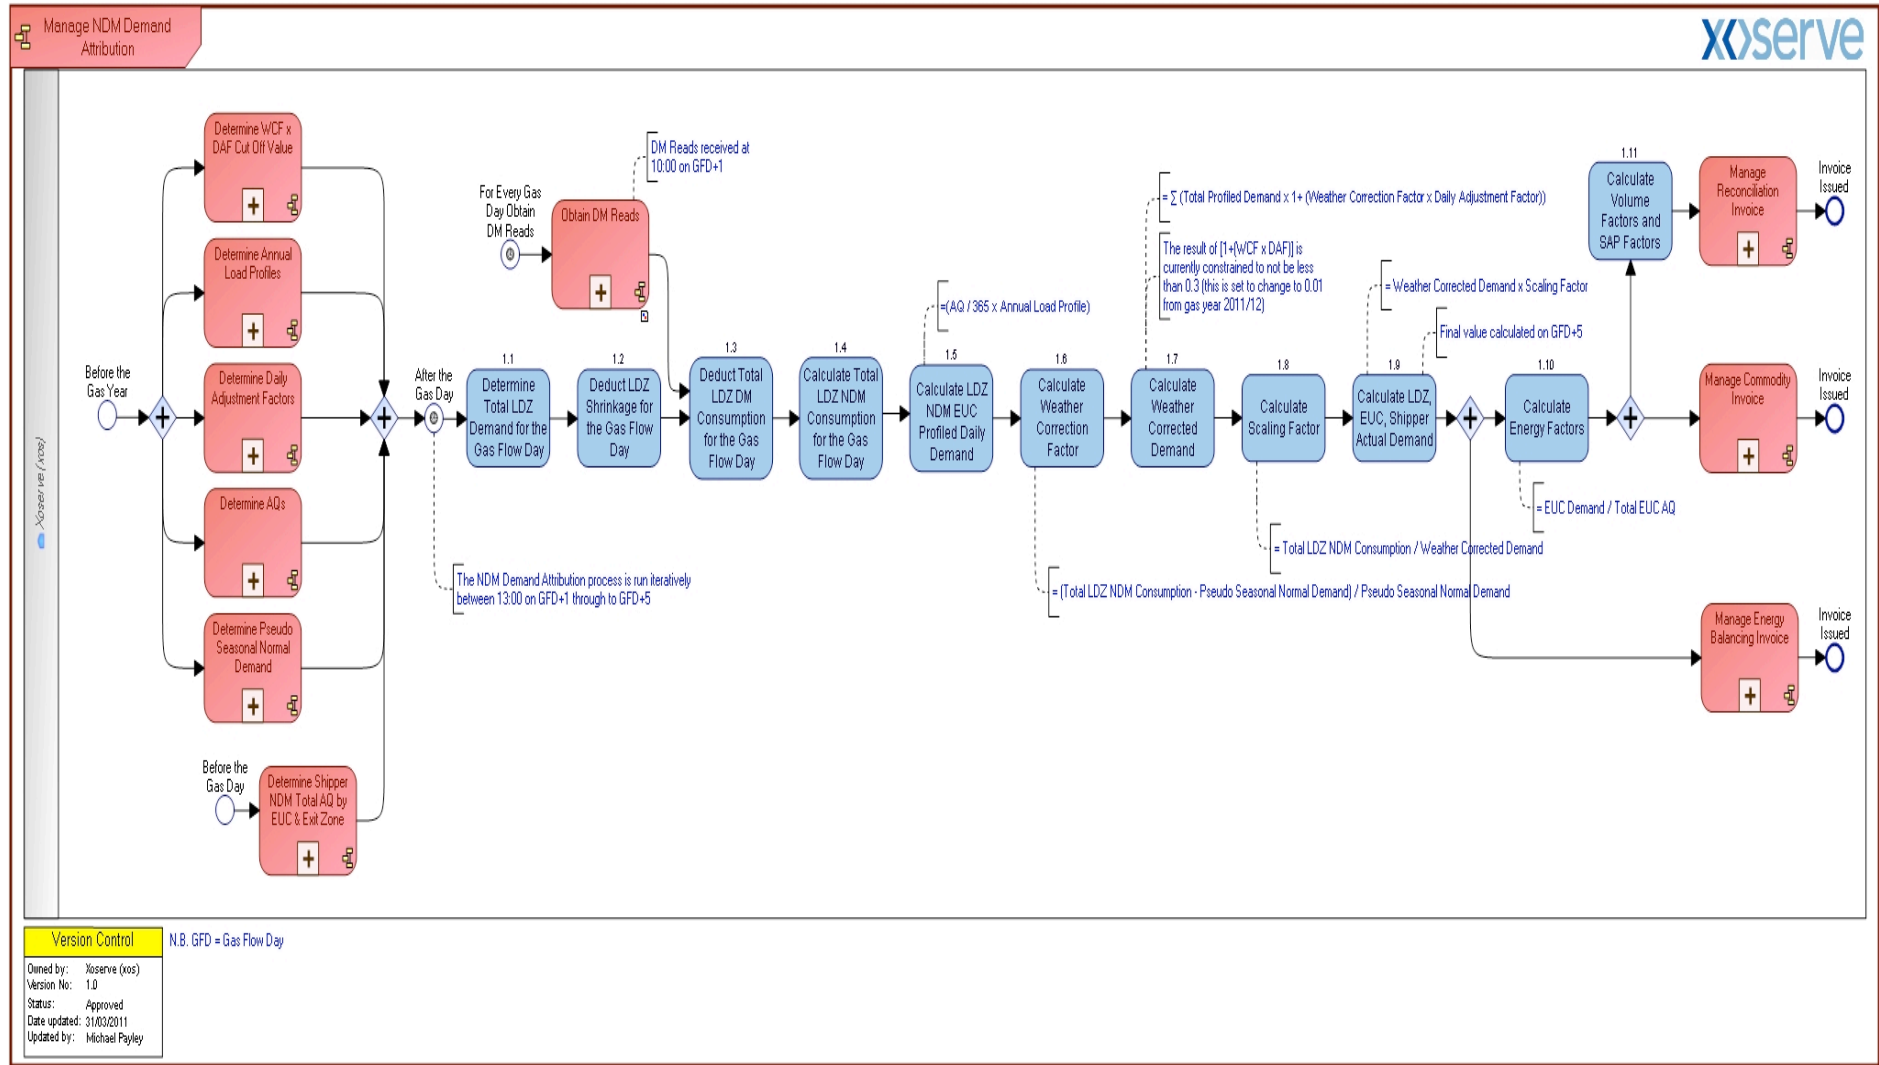 Manage NDM Demand
Attribution
xoserve
Xoserve (xos)
Before the
Gas Year
Determine WCF x
DAF Cut Off Value
Determine Annual
Load Profiles
Determine Daily
Adjustment Factors
Determine AQs
Determine Pseudo
Seasonal Normal
Demand
Before the
Gas Day
Determine Shipper
NDM Total AQ by
EUC & Exit Zone
After the
Gas Day
The NDM Demand Attribution process is run iteratively
between 13:00 on GFD+1 through to GFD+5
For Every Gas
Day Obtain
DM Reads
Obtain DM Reads
DM Reads received at
10:00 on GFD+1
1.1
Determine
Total LDZ
Demand for the
Gas Flow Day
1.2
Deduct LDZ
Shrinkage for
the Gas Flow
Day
1.3
Deduct Total
LDZ DM
Consumption
for the Gas
Flow Day
1.4
Calculate Total
LDZ NDM
Consumption
for the Gas
Flow Day
=(AQ / 365 x Annual Load Profile)
1.5
Calculate LDZ
NDM EUC
Profiled Daily
Demand
1.6
Calculate
Weather
Correction
Factor
= (Total LDZ NDM Consumption - Pseudo Seasonal Normal Demand) / Pseudo Seasonal Normal Demand
= ∑ (Total Profiled Demand x 1+ (Weather Correction Factor x Daily Adjustment Factor))
The result of [1+(WCF x DAF)] is
currently constrained to not be less
than 0.3 (this is set to change to 0.01
from gas year 2011/12)
1.7
Calculate
Weather
Corrected
Demand
1.8
Calculate
Scaling Factor
= Total LDZ NDM Consumption / Weather Corrected Demand
= Weather Corrected Demand x Scaling Factor
Final value calculated on GFD+5
1.9
Calculate LDZ,
EUC, Shipper
Actual Demand
1.10
Calculate
Energy Factors
= EUC Demand / Total EUC AQ
1.11
Calculate
Volume
Factors and
SAP Factors
Manage
Reconciliation
Invoice
Invoice
Issued
Manage Commodity
Invoice
Invoice
Issued
Manage Energy
Balancing Invoice
Invoice
Issued
Version Control
N.B. GFD = Gas Flow Day
Owned by: Xoserve (xos)
Version No: 1.0
Status: Approved
Date updated: 31/03/2011
Updated by: Michael Payley